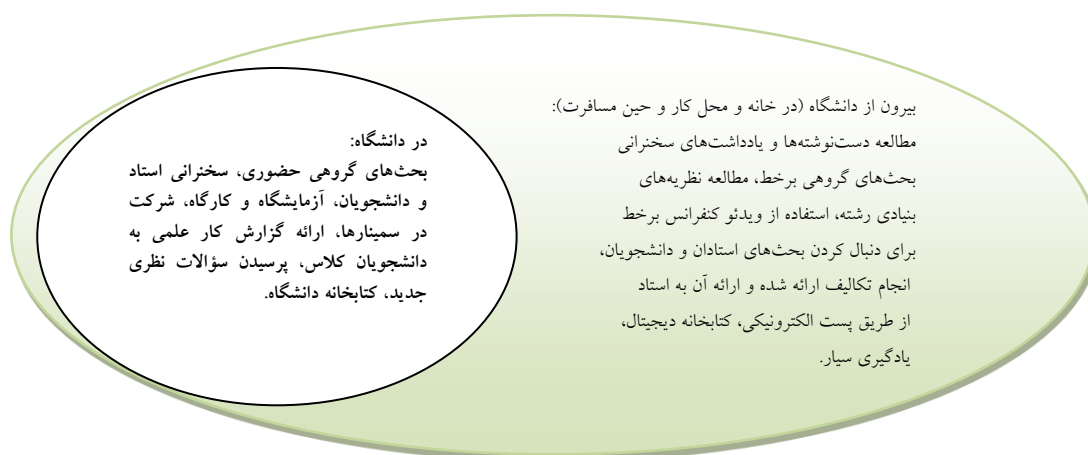 بیرون از دانشگاه (در خانه و محل کار و حین مسافرت):
مطالعه دست‌نوشته‌ها و یادداشت‌های سخنرانی
بحث‌های گروهی برخط، مطالعه نظریه‌های
بنیادی رشته، استفاده از ویدئو کنفرانس برخط
برای دنبال کردن بحث‌های استادان و دانشجویان،
انجام تکالیف ارائه شده و ارائه آن به استاد
از طریق پست الکترونیکی، کتابخانه دیجیتال،
یادگیری سیار.
در دانشگاه:
بحث‌های گروهی حضوری، سخنرانی استاد
و دانشجویان، آزمایشگاه و کارگاه، شرکت
در سمینارها، ارائه گزارش کار علمی به
دانشجویان کلاس، پرسیدن سؤالات نظری
جدید، کتابخانه دانشگاه.